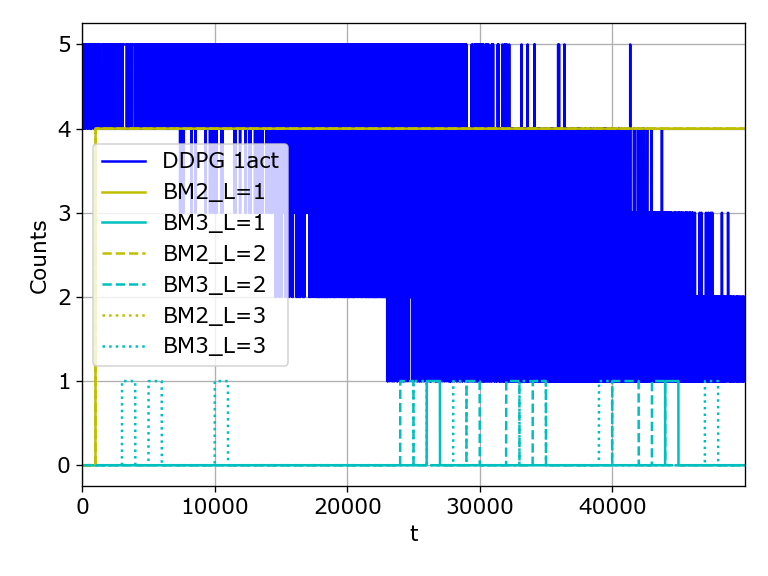 5
4
3
2
1
0
Counts
DDPG 1act
BM2_L=1
BM3_L=1
BM2_L=2
BM3_L=2
BM2_L=3
BM3_L=3
0 10000 20000 30000 40000
t